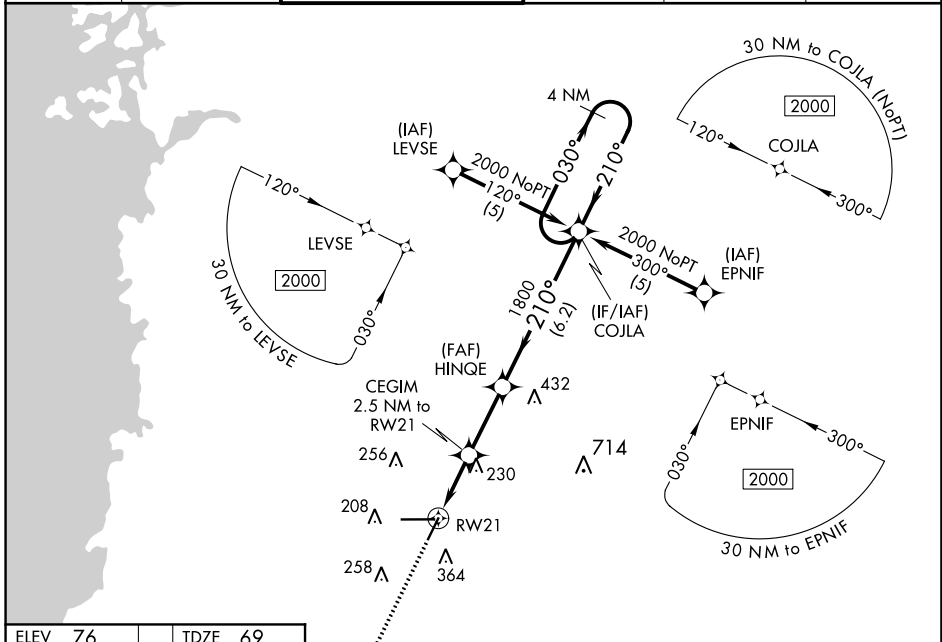 30 NM to COJLA (NoPT)
2000
120°
COJLA
300°
4 NM
(IAF)
LEVSE
030°
210°
2000 NoPT
120°
(5)
120°
LEVSE
2000
030°
30 NM to LEVSE
2000 NoPT
300°
(5)
(IAF)
EPNIF
(IF/IAF)
COJLA
1800
210°
(6.2)
(FAF)
HINQE
432
CEGIM
2.5 NM to
RW21
256
230
714
208
RW21
258
364
EPNIF
300°
030°
2000
30 NM to EPNIF
ELEV 76
TDZE 69